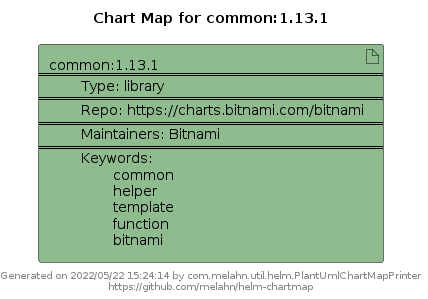 Chart Map for common:1.13.1
common:1.13.1
Type: library
Repo: https://charts.bitnami.com/bitnami
Maintainers: Bitnami
Keywords:
common
helper
template
function
bitnami
Generated on 2022/05/22 15:24:14 by com.melahn.util.helm.PlantUmlChartMapPrinter
https://github.com/melahn/helm-chartmap